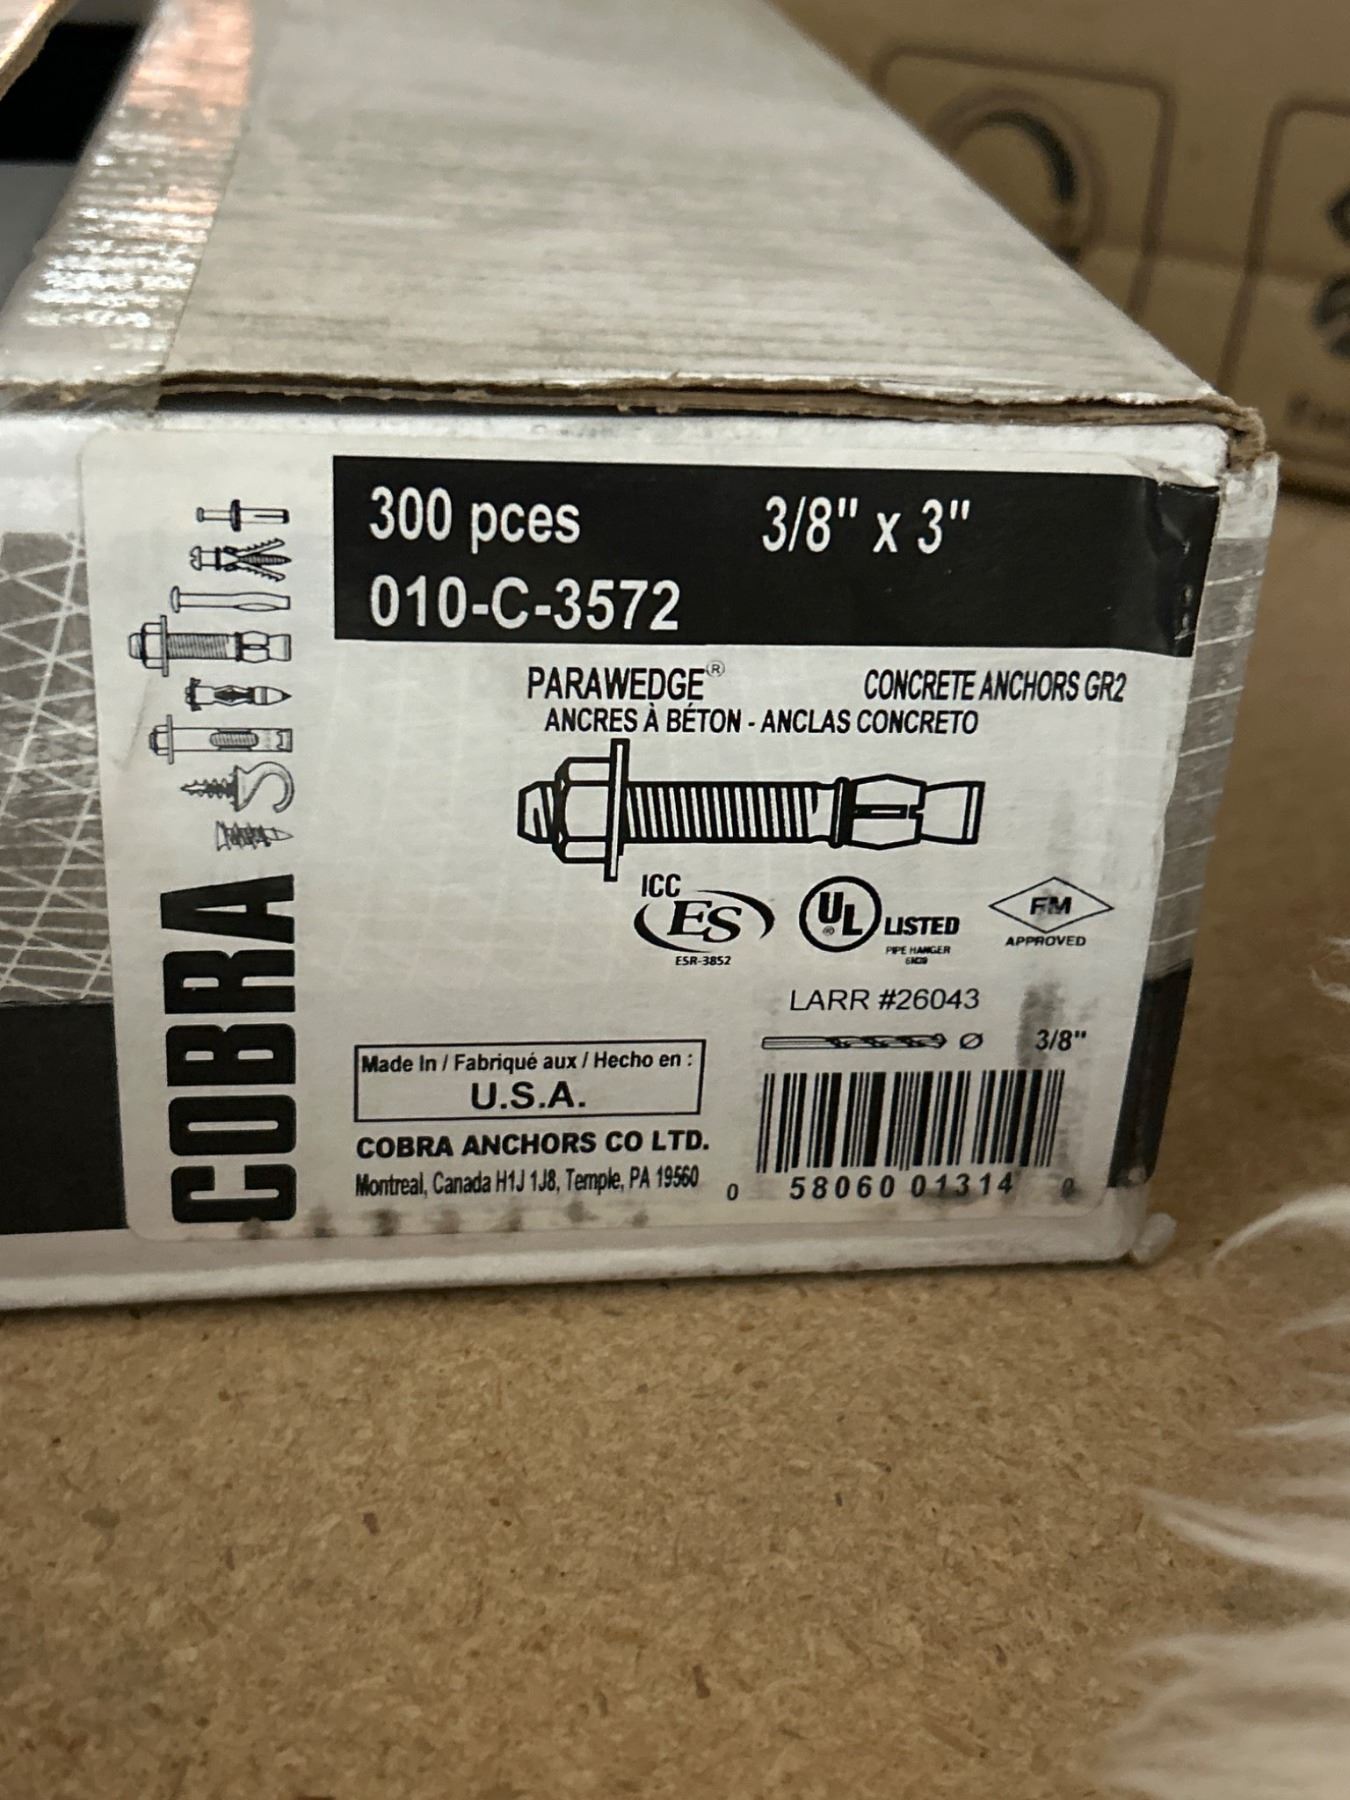 300 pces 3/8" x 3"
010-C-3572
PARAWEDGE® CONCRETE ANCHORS GR2
ANCRES À BÉTON - ANCLAS CONCRETO
ICC
ES
ESR-3852
UL® LISTED
PIPE HANGER
FM
APPROVED
LARR #26043
Ø 3/8"
Made In / Fabriqué aux / Hecho en :
U.S.A.
COBRA ANCHORS CO LTD.
Montreal, Canada H1J 1J8, Temple, PA 19560
0 58060 01314 0
COBRA